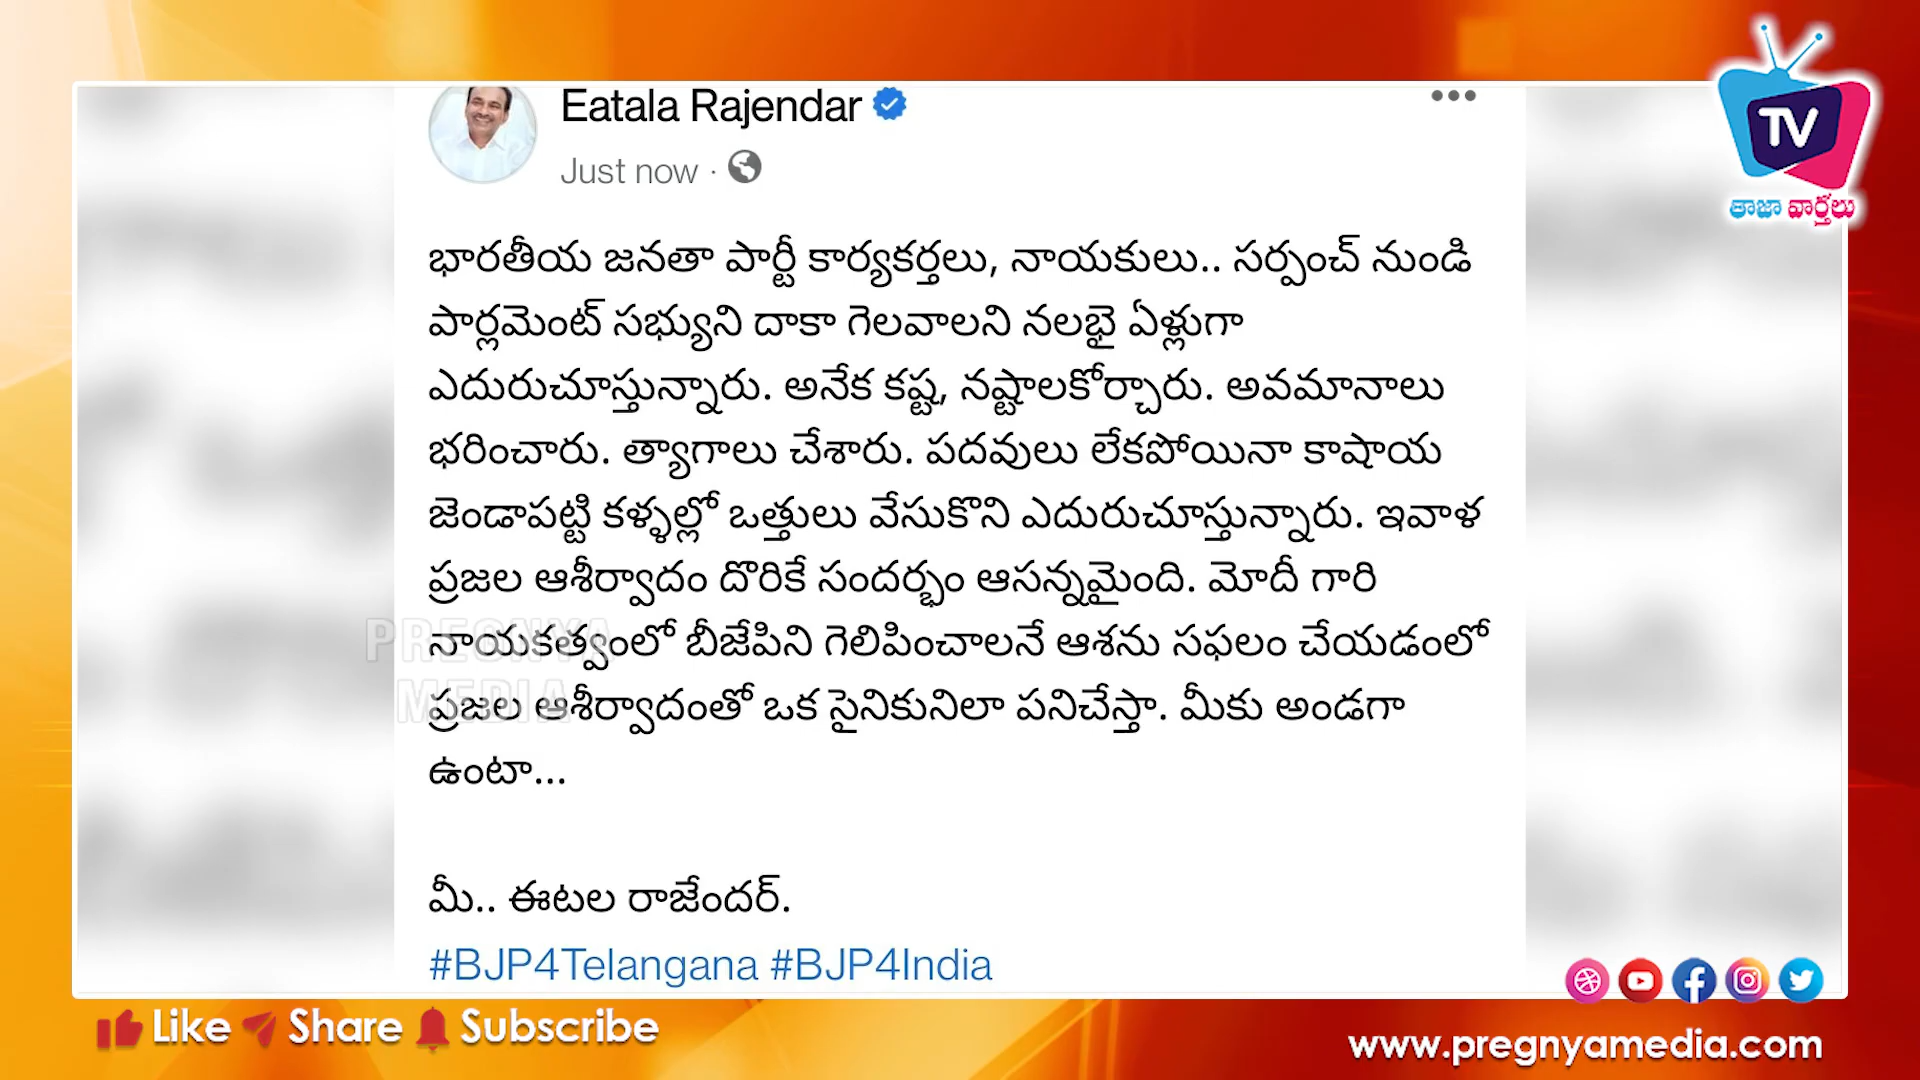 Eatala Rajendar
Just now ·
TV
తాజా వార్తలు
భారతీయ జనతా పార్టీ కార్యకర్తలు, నాయకులు.. సర్పంచ్ నుండి
పార్లమెంట్ సభ్యుని దాకా గెలవాలని నలభై ఏళ్లుగా
ఎదురుచూస్తున్నారు. అనేక కష్ట, నష్టాలకోర్చారు. అవమానాలు
భరించారు. త్యాగాలు చేశారు. పదవులు లేకపోయినా కాషాయ
జెండాపట్టి కళ్ళల్లో ఒత్తులు వేసుకొని ఎదురుచూస్తున్నారు. ఇవాళ
ప్రజల ఆశీర్వాదం దొరికే సందర్భం ఆసన్నమైంది. మోదీ గారి
నాయకత్వంలో బీజేపిని గెలిపించాలనే ఆశను సఫలం చేయడంలో
ప్రజల ఆశీర్వాదంతో ఒక సైనికునిలా పనిచేస్తా. మీకు అండగా
ఉంటా...
PREGNYA
MEDIA
మీ.. ఈటల రాజేందర్.
#BJP4Telangana #BJP4India
Like Share Subscribe
www.pregnyamedia.com